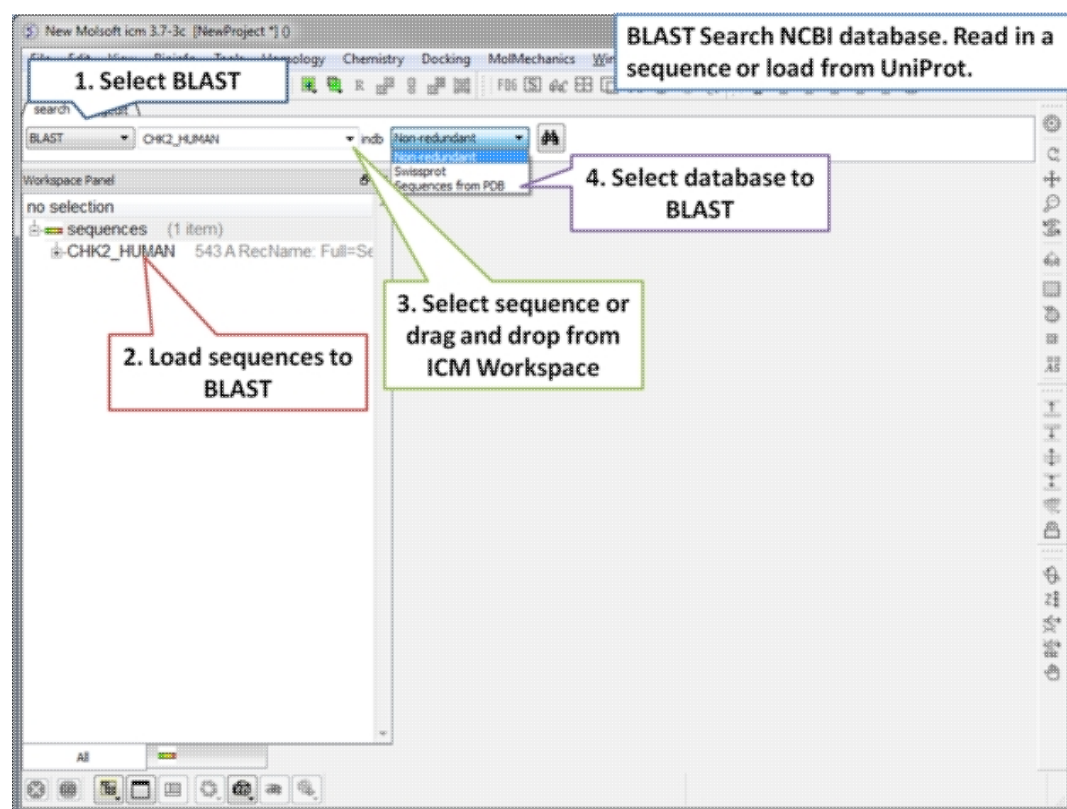 New Molsoft icm 3.7-3c [NewProject *] ()
BLAST Search NCBI database. Read in a
sequence or load from UniProt.
Chemistry Docking MolMechanics
1. Select BLAST
search
BLAST CHK2_HUMAN in db Non-redundant
Non-redundant
Swissprot
Sequences from PDB
4. Select database to
BLAST
Workspace Panel
no selection
sequences (1 item)
CHK2_HUMAN 543 A RecName: Full=Se
3. Select sequence or
drag and drop from
ICM Workspace
2. Load sequences to
BLAST
All